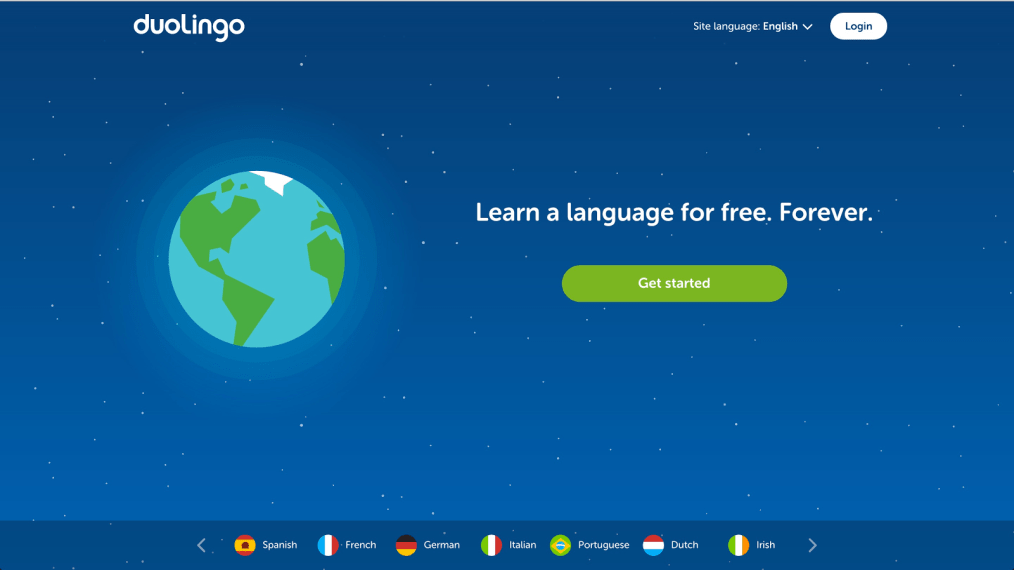 duolingo
Site language: English
Login
Learn a language for free. Forever.
Get started
Spanish
French
German
Italian
Portuguese
Dutch
Irish